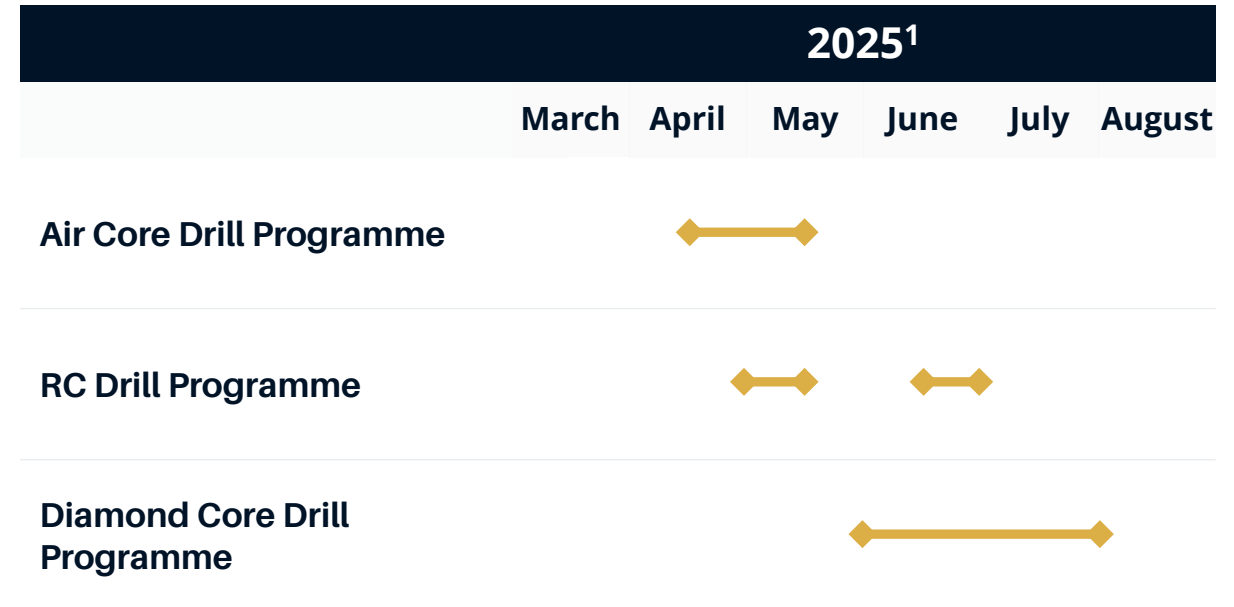 2025¹
March April May June July August
Air Core Drill Programme
RC Drill Programme
Diamond Core Drill
Programme